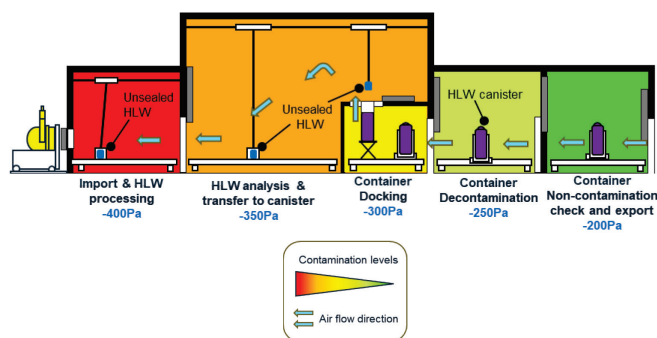 Unsealed
HLW
Unsealed
HLW
HLW canister
Import & HLW
processing
-400Pa
HLW analysis &
transfer to canister
-350Pa
Container
Docking
-300Pa
Container
Decontamination
-250Pa
Container
Non-contamination
check and export
-200Pa
Contamination levels
Air flow direction